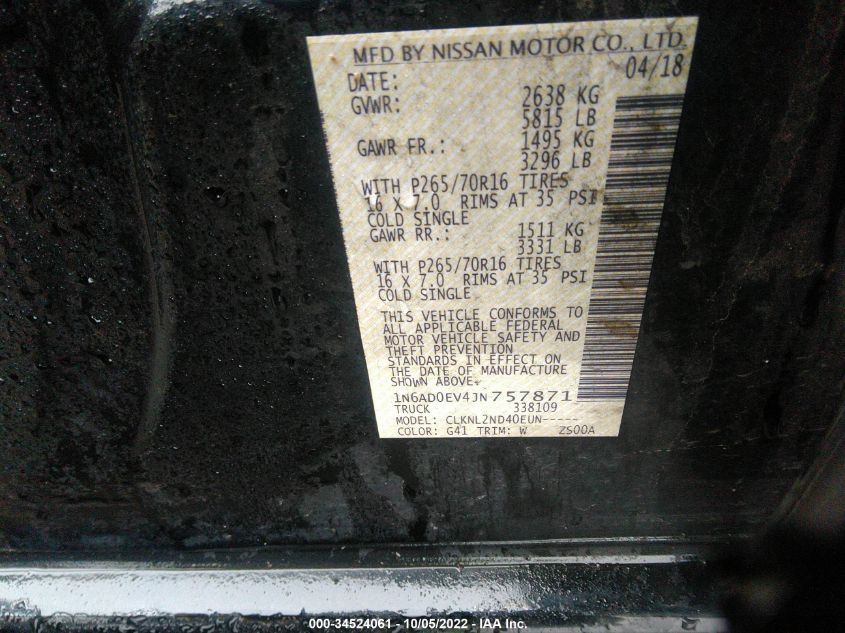 MFD BY NISSAN MOTOR CO., LTD.
DATE: 04/18
GVWR: 2638 KG
5815 LB
GAWR FR.: 1495 KG
3296 LB
WITH P265/70R16 TIRES
16 X 7.0 RIMS AT 35 PSI
COLD SINGLE
GAWR RR.: 1511 KG
3331 LB
WITH P265/70R16 TIRES
16 X 7.0 RIMS AT 35 PSI
COLD SINGLE
THIS VEHICLE CONFORMS TO
ALL APPLICABLE FEDERAL
MOTOR VEHICLE SAFETY AND
THEFT PREVENTION
STANDARDS IN EFFECT ON
THE DATE OF MANUFACTURE
SHOWN ABOVE.
1N6AD0EV4JN757871
TRUCK 338109
MODEL: CLKNL2ND40EUN-----
COLOR: G41 TRIM: W ZS00A
000-34524061 - 10/05/2022 - IAA Inc.